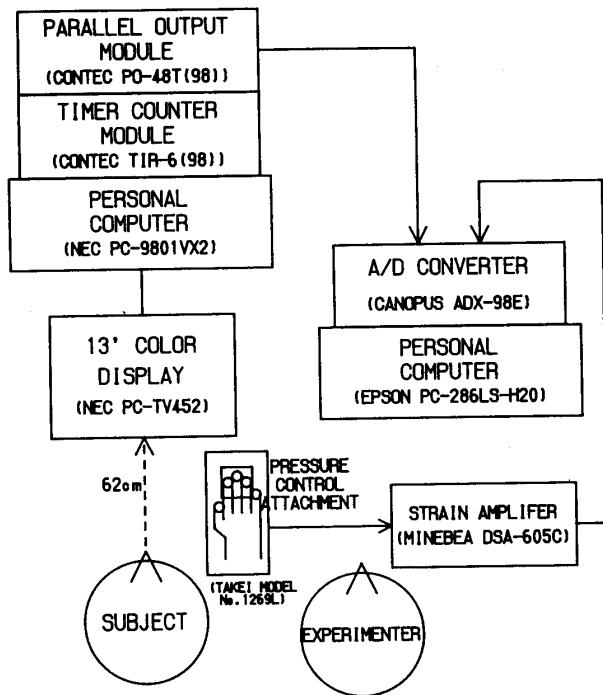 PARALLEL OUTPUT
MODULE
(CONTEC PO-48T(98))
TIMER COUNTER
MODULE
(CONTEC TIR-6(98))
PERSONAL
COMPUTER
(NEC PC-9801VX2)
A/D CONVERTER
(CANOPUS ADX-98E)
PERSONAL
COMPUTER
(EPSON PC-286LS-H20)
13' COLOR
DISPLAY
(NEC PC-TV452)
62cm
PRESSURE
CONTROL
ATTACHMENT
(TAKEI MODEL
No.1269L)
STRAIN AMPLIFER
(MINEBEA DSA-605C)
SUBJECT
EXPERIMENTER